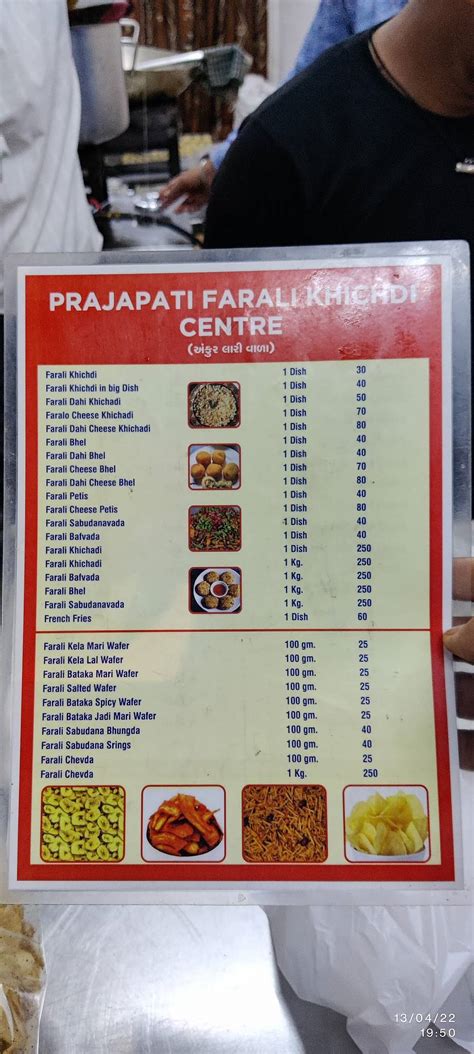 PRAJAPATI FARALI KHICHDI
CENTRE
(અંકુર લારી વાળા)
Farali Khichdi 1 Dish 30
Farali Khichdi in big Dish 1 Dish 40
Farali Dahi Khichadi 1 Dish 50
Faralo Cheese Khichadi 1 Dish 70
Farali Dahi Cheese Khichadi 1 Dish 80
Farali Bhel 1 Dish 40
Farali Dahi Bhel 1 Dish 40
Farali Cheese Bhel 1 Dish 70
Farali Dahi Cheese Bhel 1 Dish 80
Farali Petis 1 Dish 40
Farali Cheese Petis 1 Dish 80
Farali Sabudanavada 1 Dish 40
Farali Bafvada 1 Dish 40
Farali Khichadi 1 Dish 250
Farali Khichadi 1 Kg. 250
Farali Bafvada 1 Kg. 250
Farali Bhel 1 Kg. 250
Farali Sabudanavada 1 Kg. 250
French Fries 1 Dish 60
Farali Kela Mari Wafer 100 gm. 25
Farali Kela Lal Wafer 100 gm. 25
Farali Bataka Mari Wafer 100 gm. 25
Farali Salted Wafer 100 gm. 25
Farali Bataka Spicy Wafer 100 gm. 25
Farali Bataka Jadi Mari Wafer 100 gm. 25
Farali Sabudana Bhungda 100 gm. 40
Farali Sabudana Srings 100 gm. 40
Farali Chevda 100 gm. 25
Farali Chevda 1 Kg. 250
13/04/22
19:50